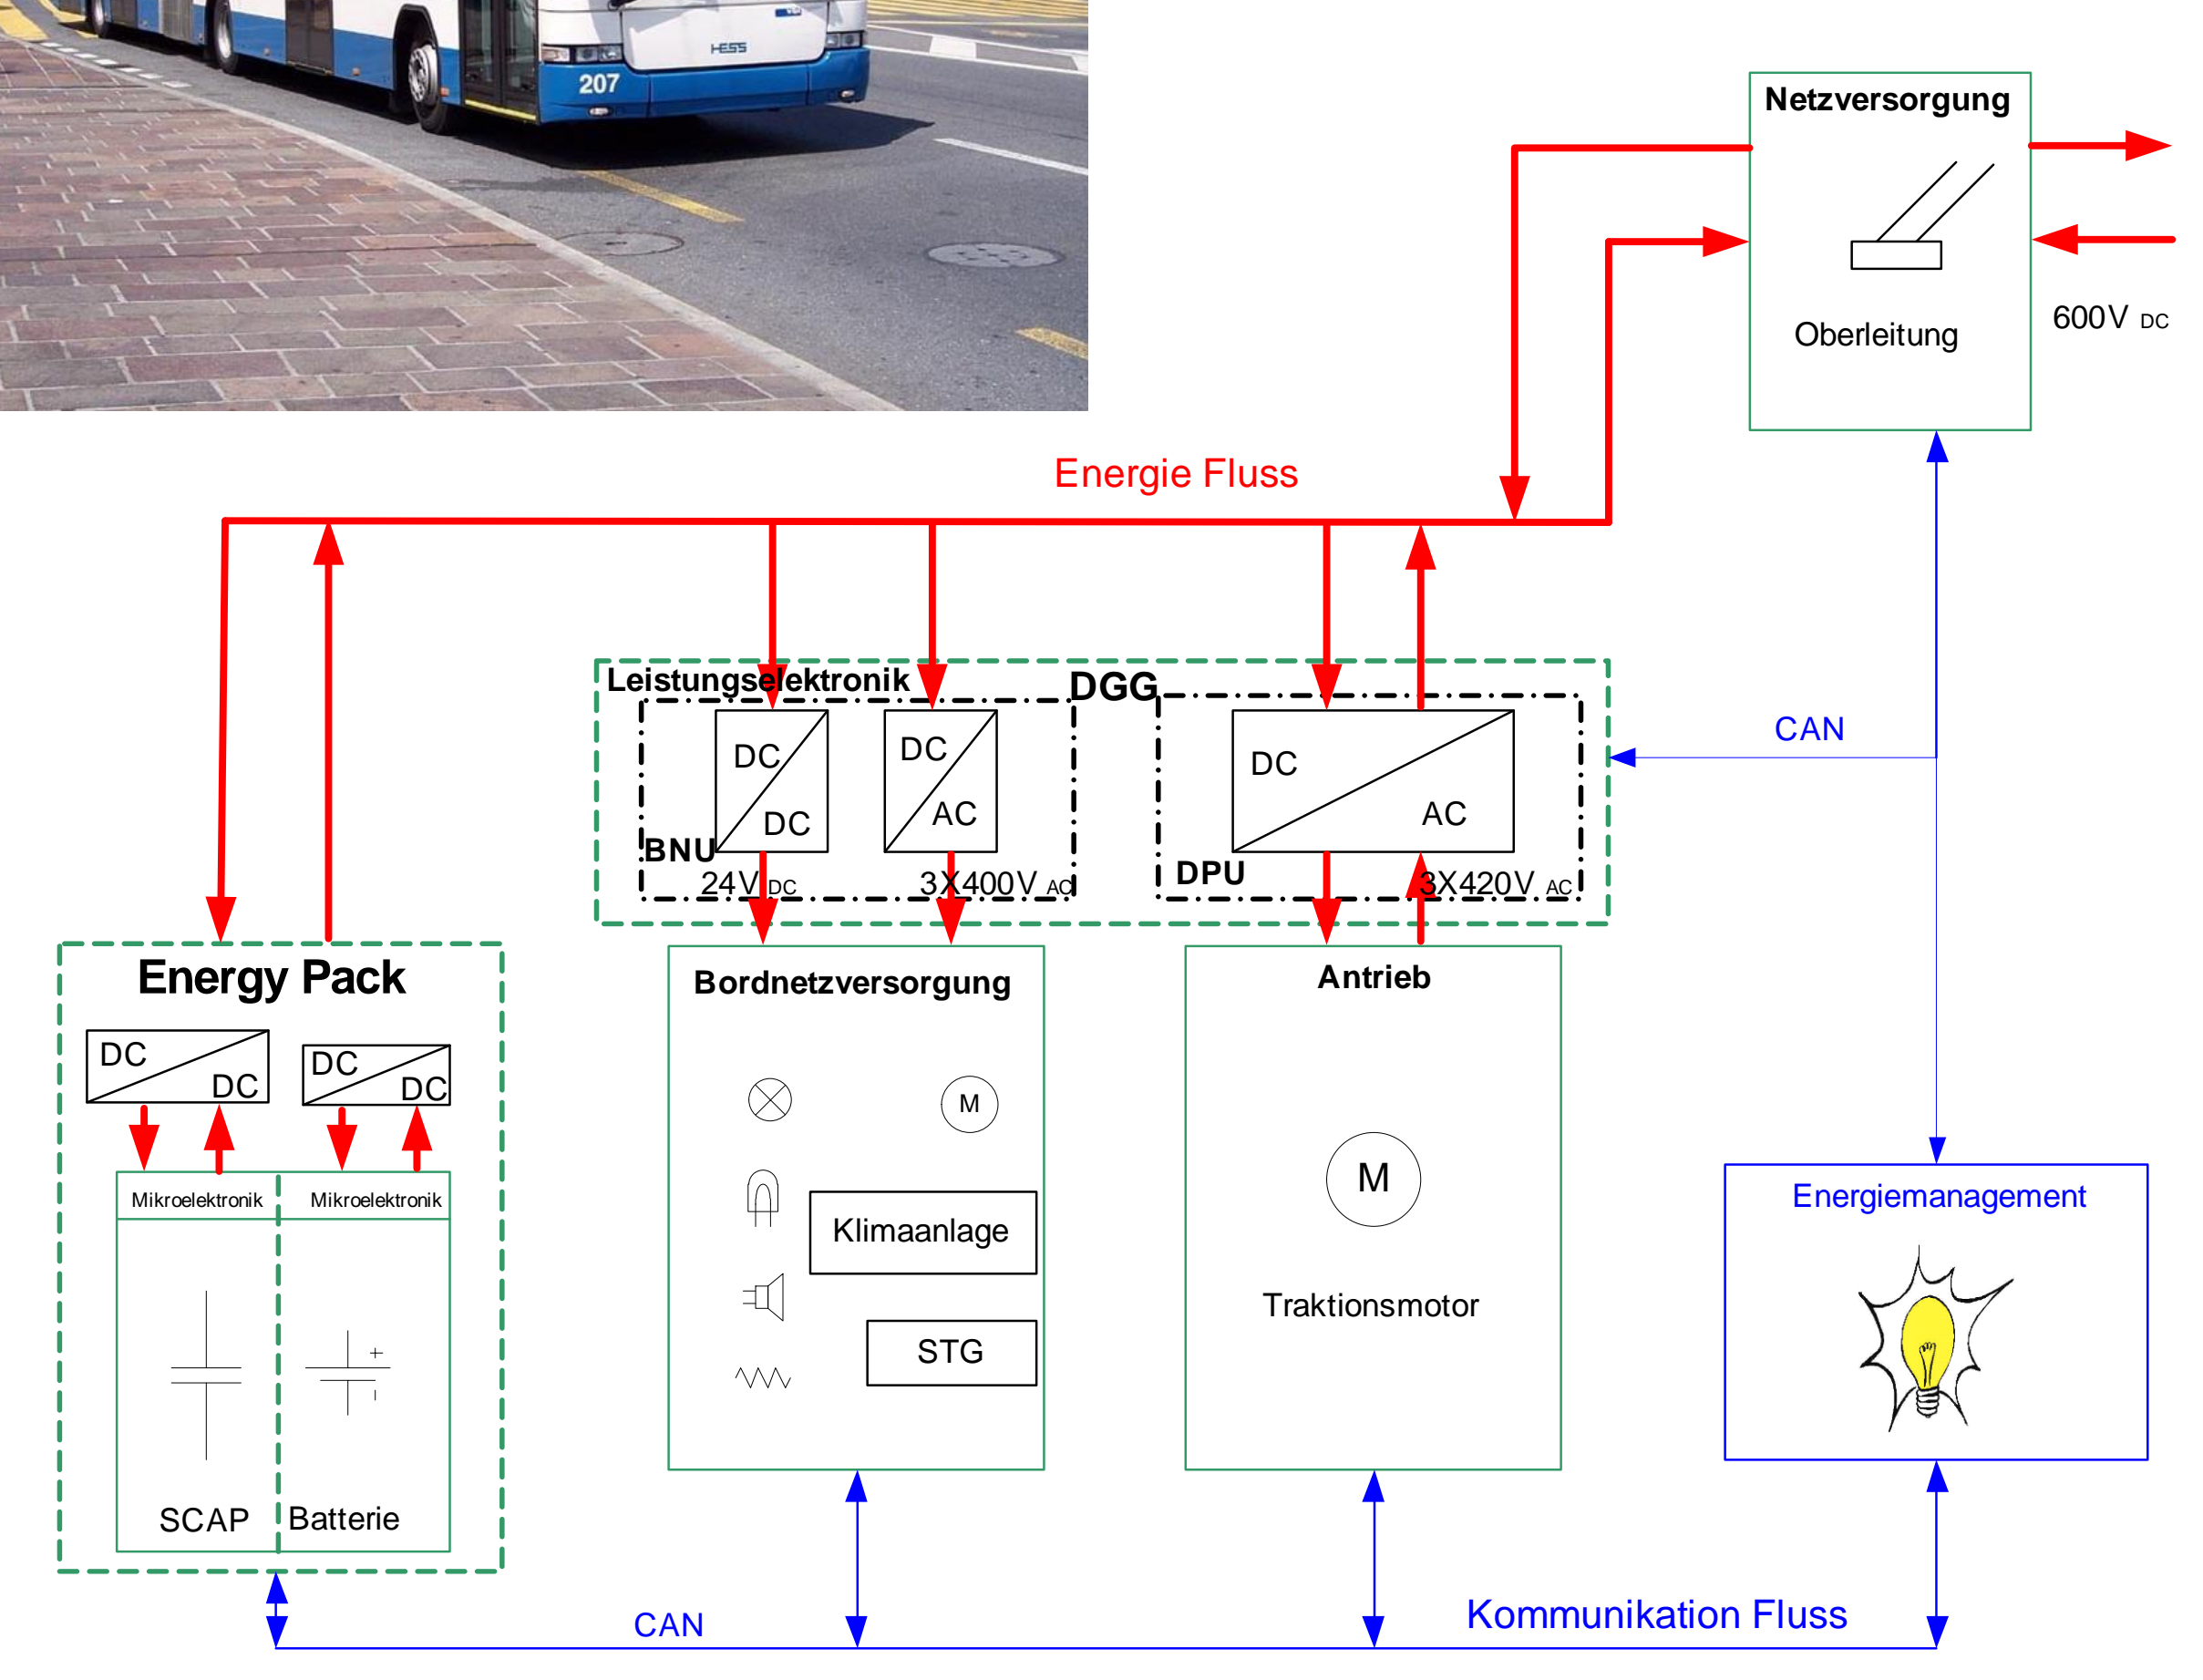 HESS
207
Netzversorgung
Oberleitung
600V DC
Energie Fluss
Leistungselektronik
DGG
DC
DC
DC
AC
DC
AC
CAN
BNU
24V DC
3X400V AC
DPU
3X420V AC
Energy Pack
DC
DC
DC
DC
Mikroelektronik
Mikroelektronik
SCAP
Batterie
+
-
Bordnetzversorgung
M
Klimaanlage
STG
Antrieb
M
Traktionsmotor
Energiemanagement
CAN
Kommunikation Fluss